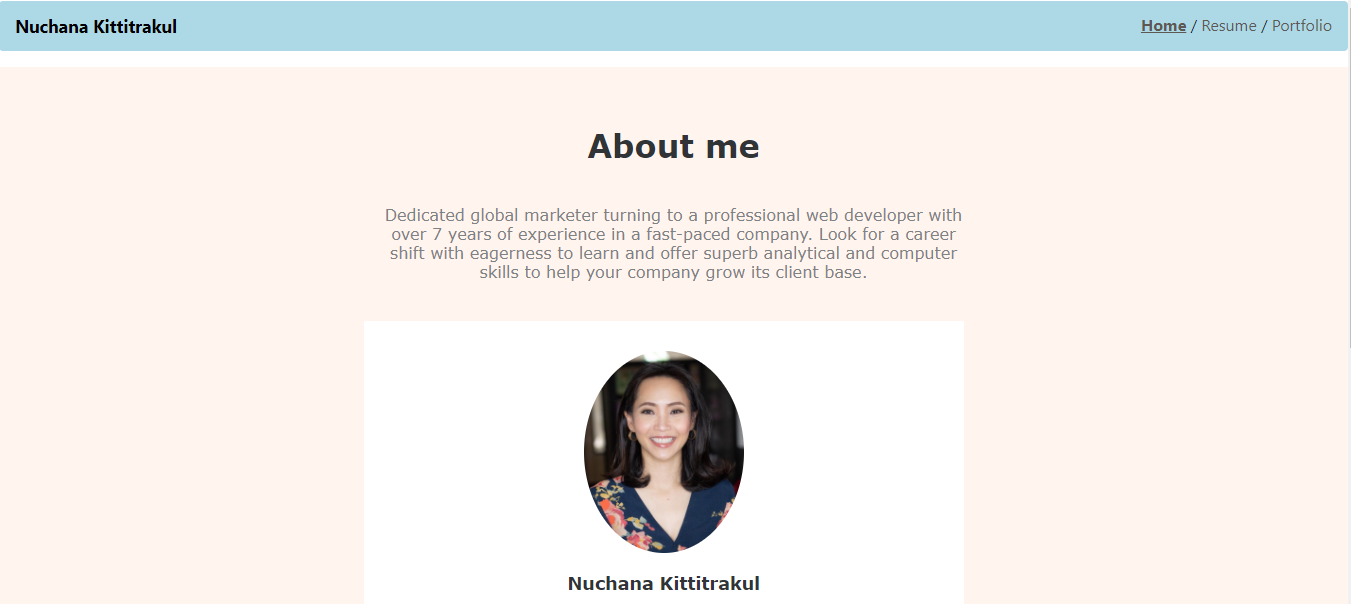 Nuchana Kittitrakul
Home / Resume / Portfolio
About me
Dedicated global marketer turning to a professional web developer with
over 7 years of experience in a fast-paced company. Look for a career
shift with eagerness to learn and offer superb analytical and computer
skills to help your company grow its client base.
Nuchana Kittitrakul